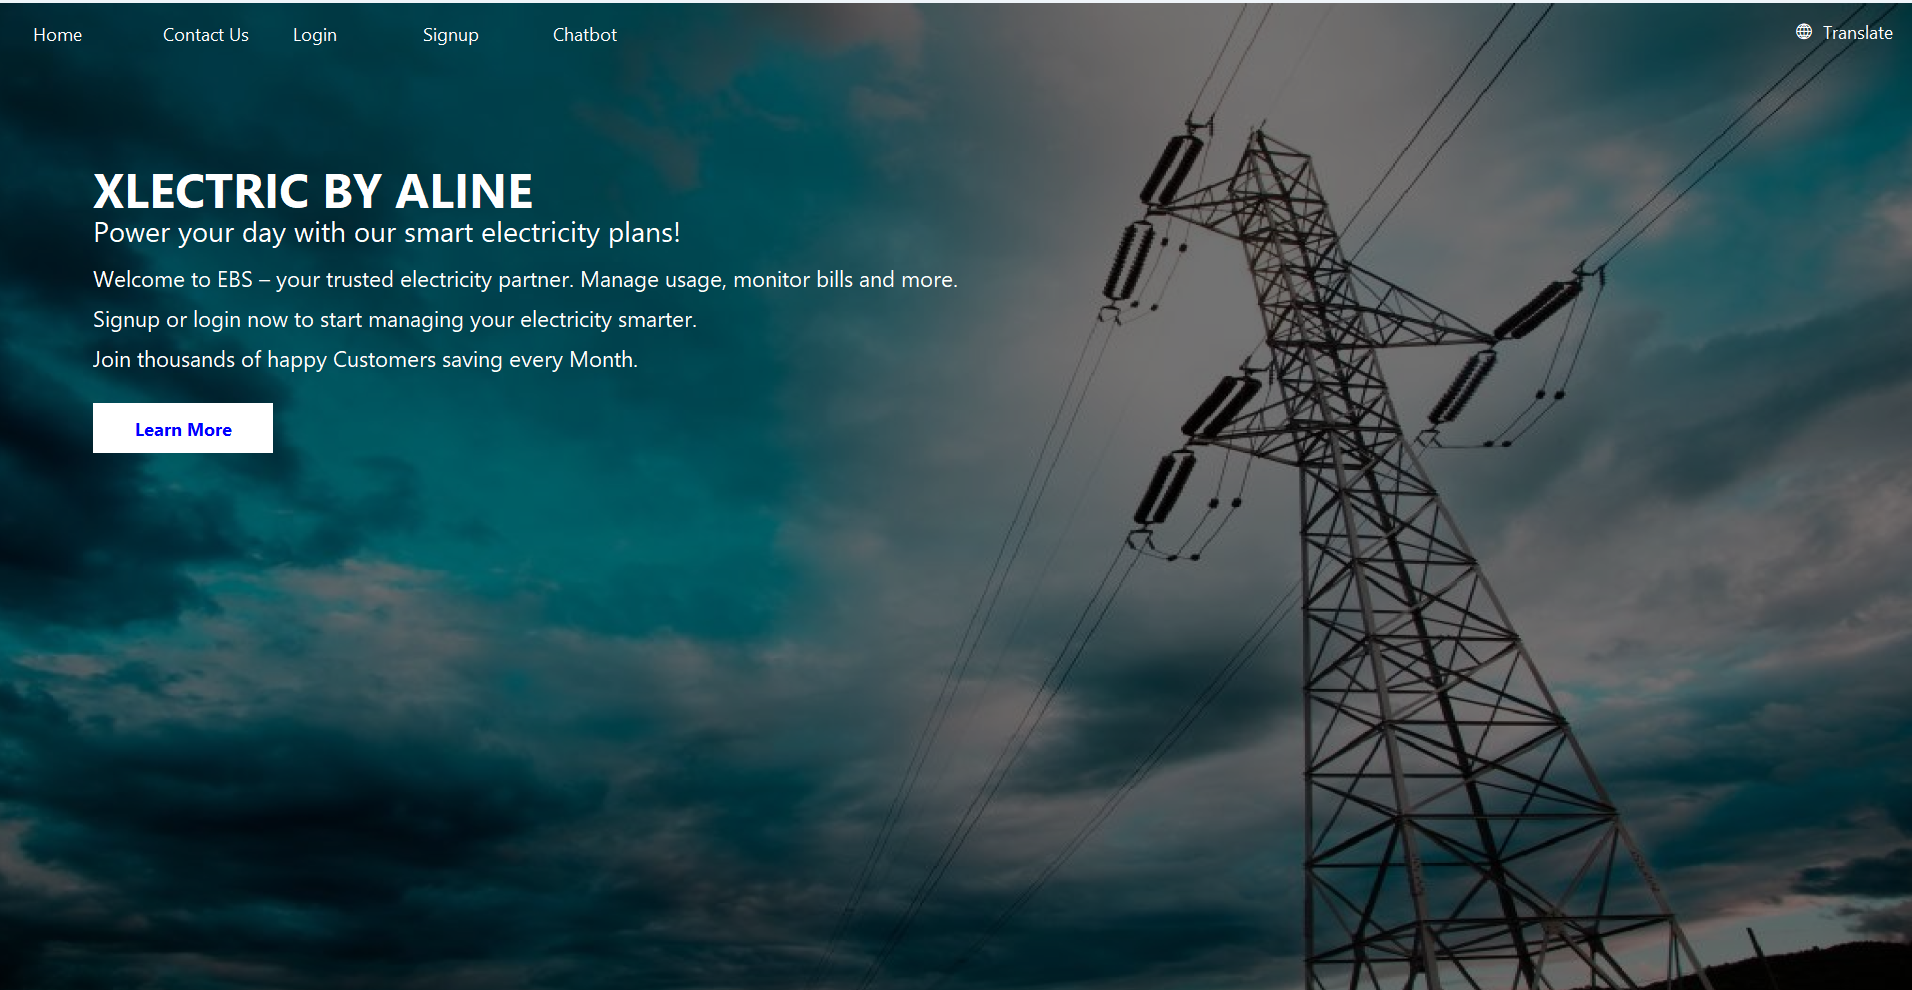 Home Contact Us Login Signup Chatbot Translate
XLECTRIC BY ALINE
Power your day with our smart electricity plans!
Welcome to EBS – your trusted electricity partner. Manage usage, monitor bills and more.
Signup or login now to start managing your electricity smarter.
Join thousands of happy Customers saving every Month.
Learn More